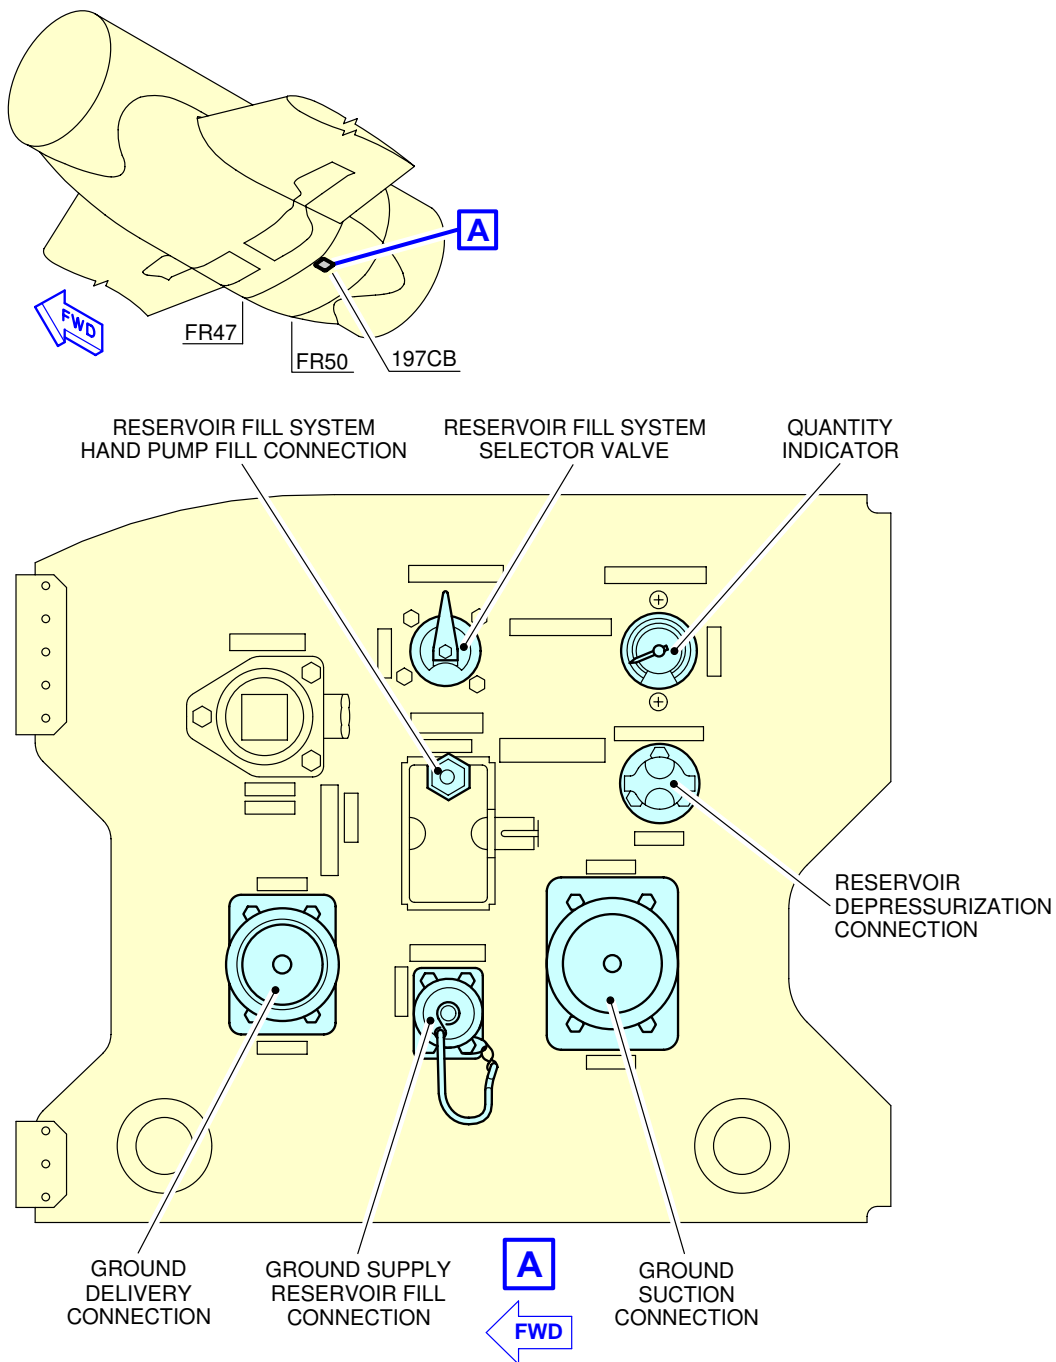 A
FWD
FR47
FR50
197CB
RESERVOIR FILL SYSTEM
HAND PUMP FILL CONNECTION
RESERVOIR FILL SYSTEM
SELECTOR VALVE
QUANTITY
INDICATOR
RESERVOIR
DEPRESSURIZATION
CONNECTION
GROUND
DELIVERY
CONNECTION
GROUND SUPPLY
RESERVOIR FILL
CONNECTION
GROUND
SUCTION
CONNECTION
A
FWD